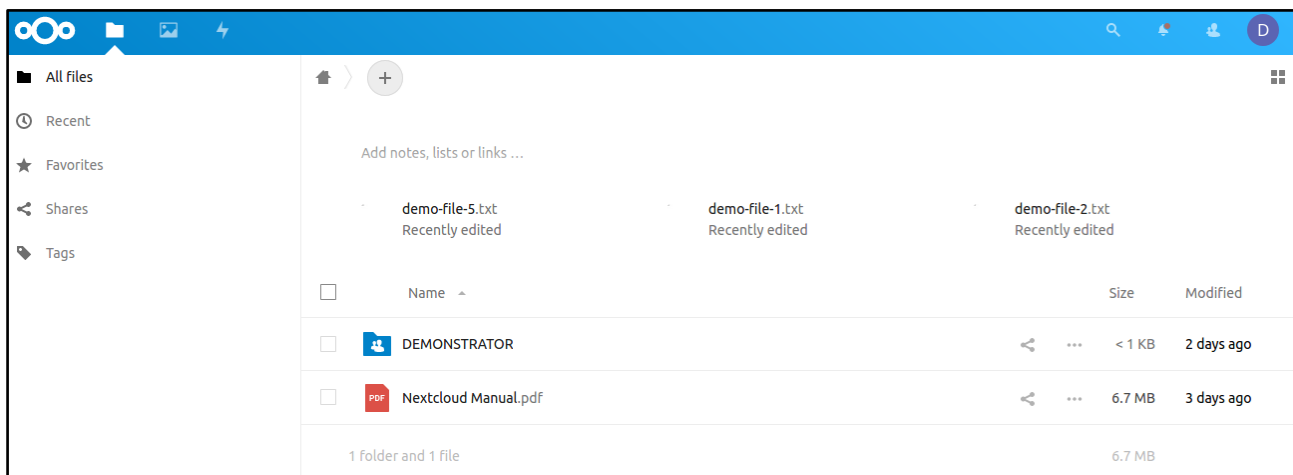 D
All files
Recent
Favorites
Shares
Tags
+
Add notes, lists or links ...
demo-file-5.txt
Recently edited
demo-file-1.txt
Recently edited
demo-file-2.txt
Recently edited
Name Size Modified
DEMONSTRATOR ... < 1 KB 2 days ago
PDF Nextcloud Manual.pdf ... 6.7 MB 3 days ago
1 folder and 1 file 6.7 MB